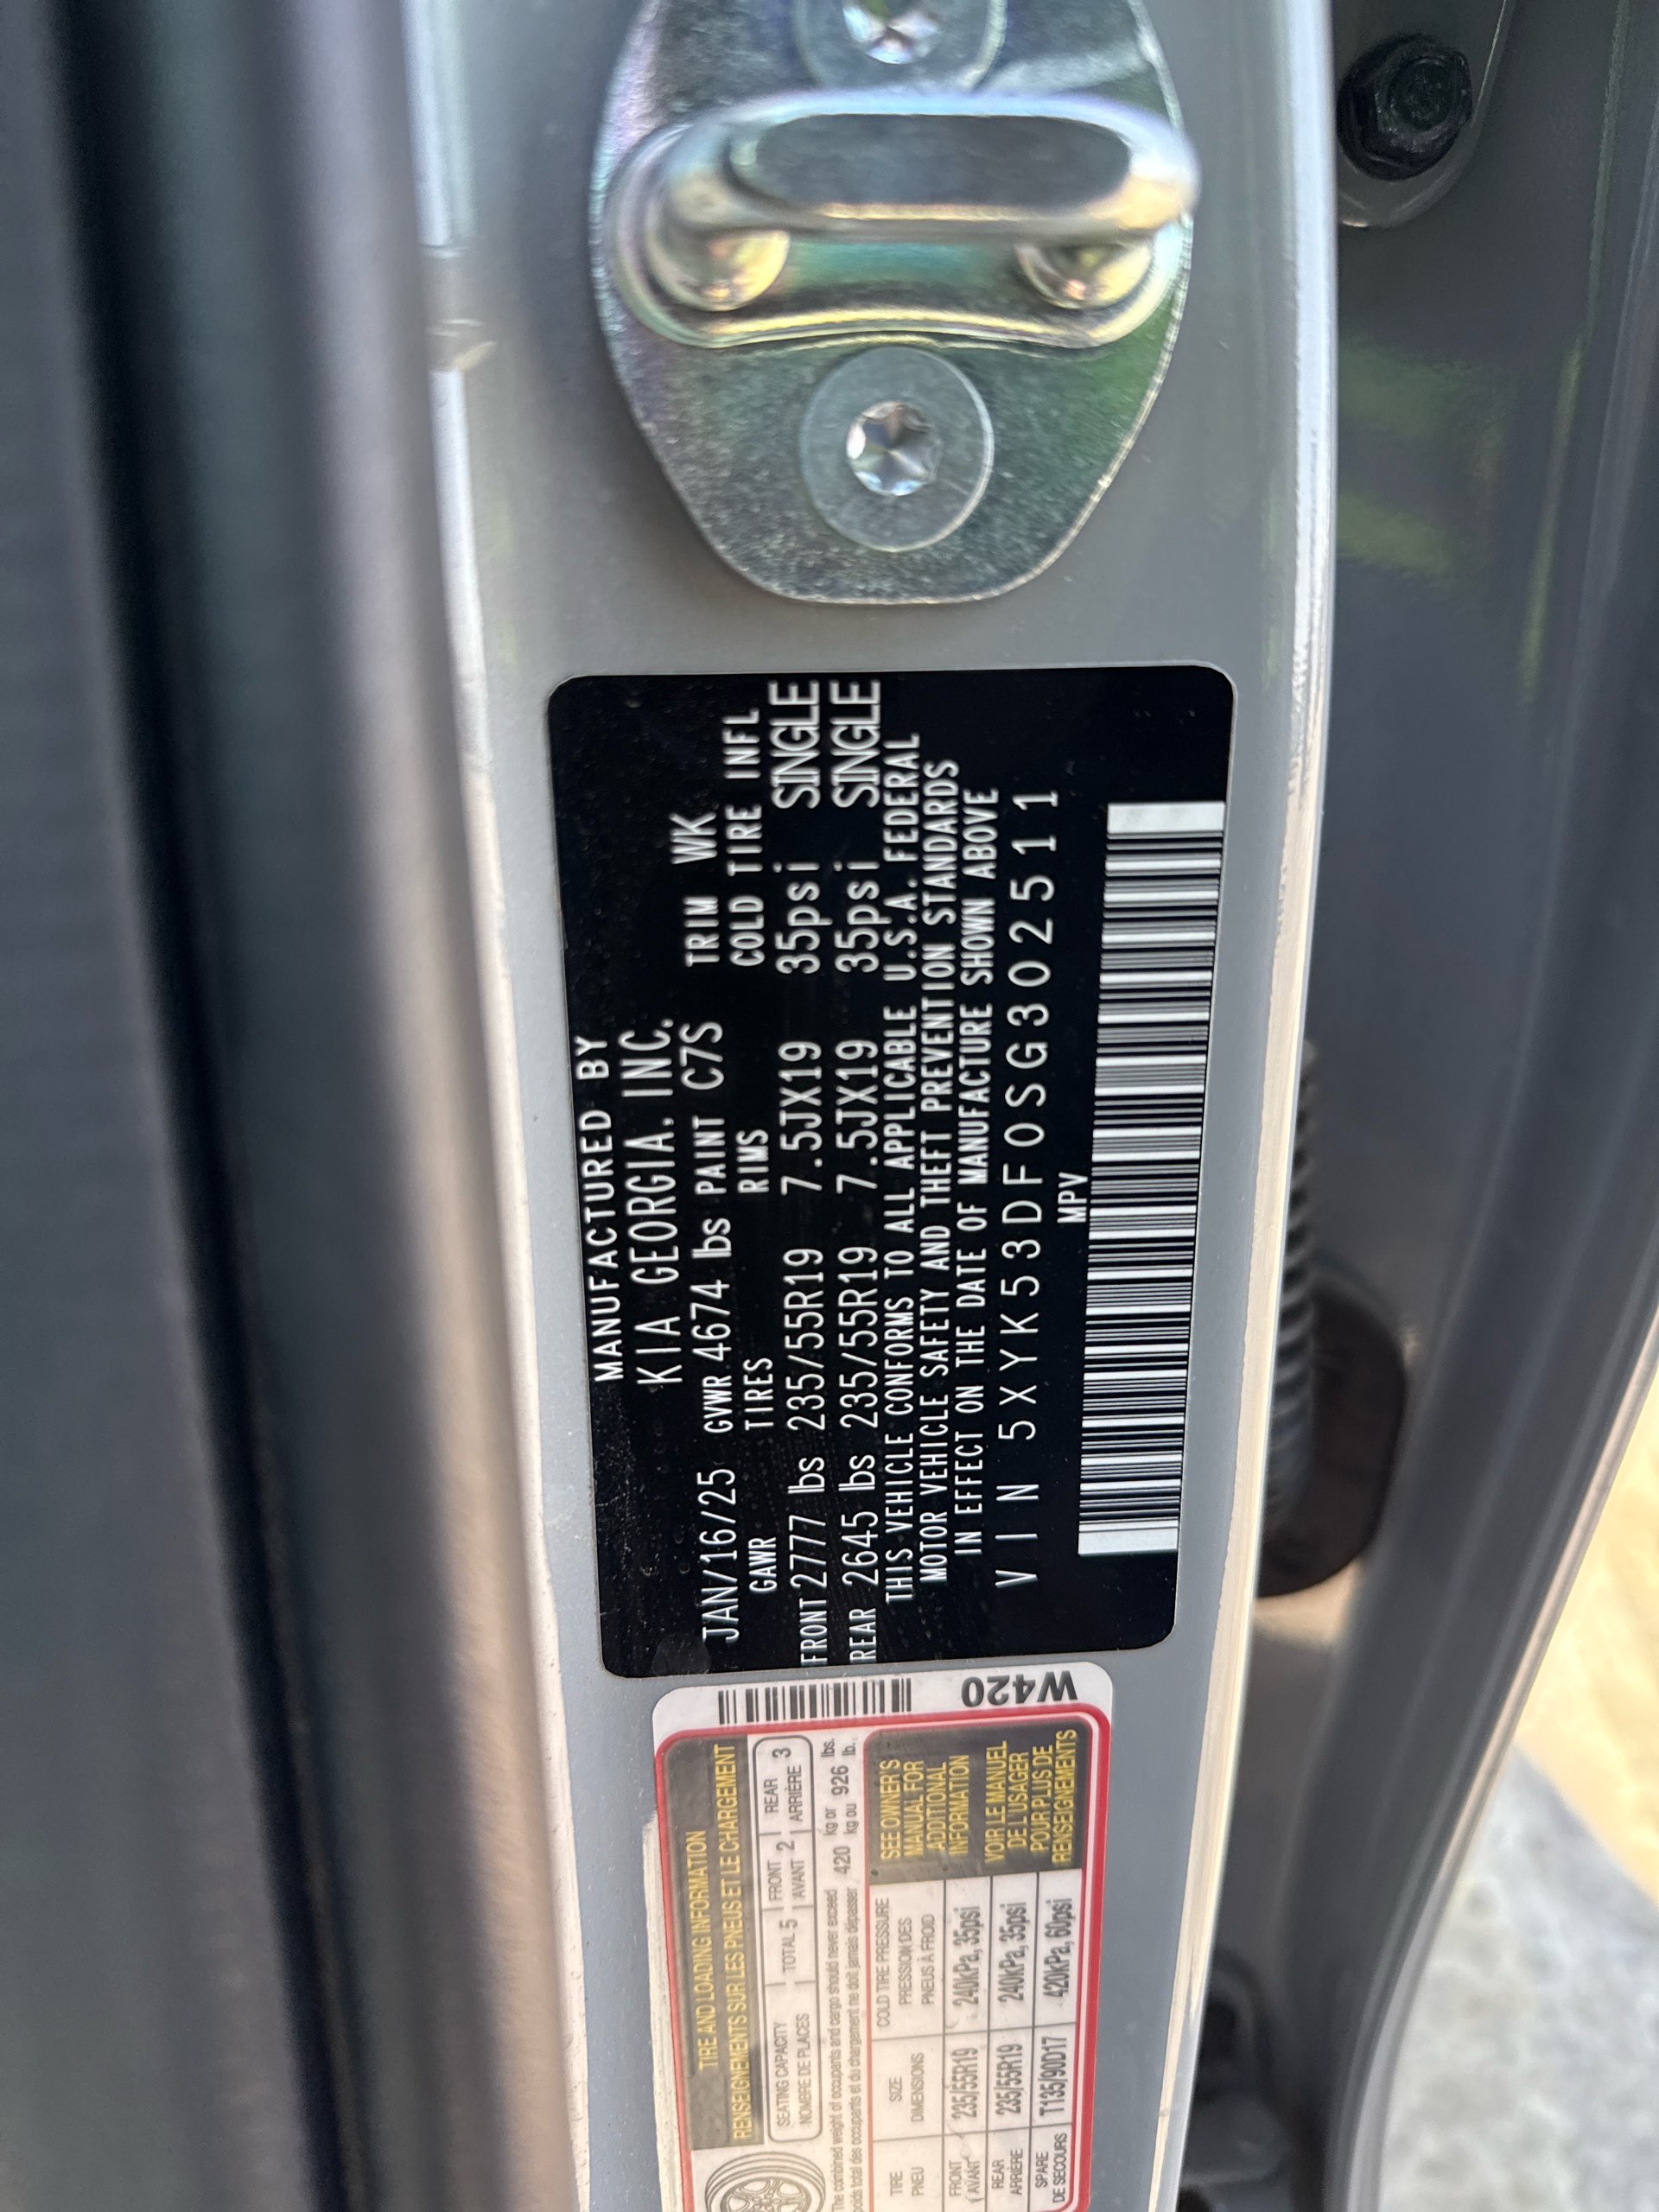 MANUFACTURED BY
KIA GEORGIA, INC.
JAN/16/25 GVWR 4674 lbs PAINT C7S TRIM WK
GAWR TIRES RIMS COLD TIRE INFL
FRONT 2777 lbs 235/55R19 7.5JX19 35psi SINGLE
REAR 2645 lbs 235/55R19 7.5JX19 35psi SINGLE
THIS VEHICLE CONFORMS TO ALL APPLICABLE U.S.A. FEDERAL
MOTOR VEHICLE SAFETY AND THEFT PREVENTION STANDARDS
IN EFFECT ON THE DATE OF MANUFACTURE SHOWN ABOVE
VIN 5XYK53DF0SG302511
MPV
W420
TIRE AND LOADING INFORMATION
RENSEIGNEMENTS SUR LES PNEUS ET LE CHARGEMENT
SEATING CAPACITY
NOMBRE DE PLACES
TOTAL 5
FRONT
AVANT 2
REAR
ARRIÈRE 3
The combined weight of occupants and cargo should never exceed 420 kg or 926 lbs.
poids total des occupants et du chargement ne doit jamais dépasser 420 kg ou 926 lb.
TIRE
PNEU
SIZE
DIMENSIONS
COLD TIRE PRESSURE
PRESSION DES
PNEUS À FROID
FRONT
AVANT
235/55R19
240kPa, 35psi
REAR
ARRIÈRE
235/55R19
240kPa, 35psi
SPARE
DE SECOURS
T135/90D17
420kPa, 60psi
SEE OWNER'S
MANUAL FOR
ADDITIONAL
INFORMATION
VOIR LE MANUEL
DE L'USAGER
POUR PLUS DE
RENSEIGNEMENTS